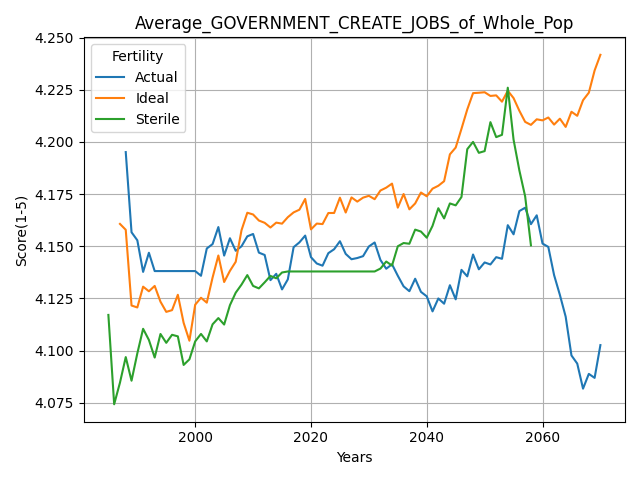 Average_GOVERNMENT_CREATE_JOBS_of_Whole_Pop
Fertility
Actual
Ideal
Sterile
Score(1-5)
4.250
4.225
4.200
4.175
4.150
4.125
4.100
4.075
2000 2020 2040 2060
Years